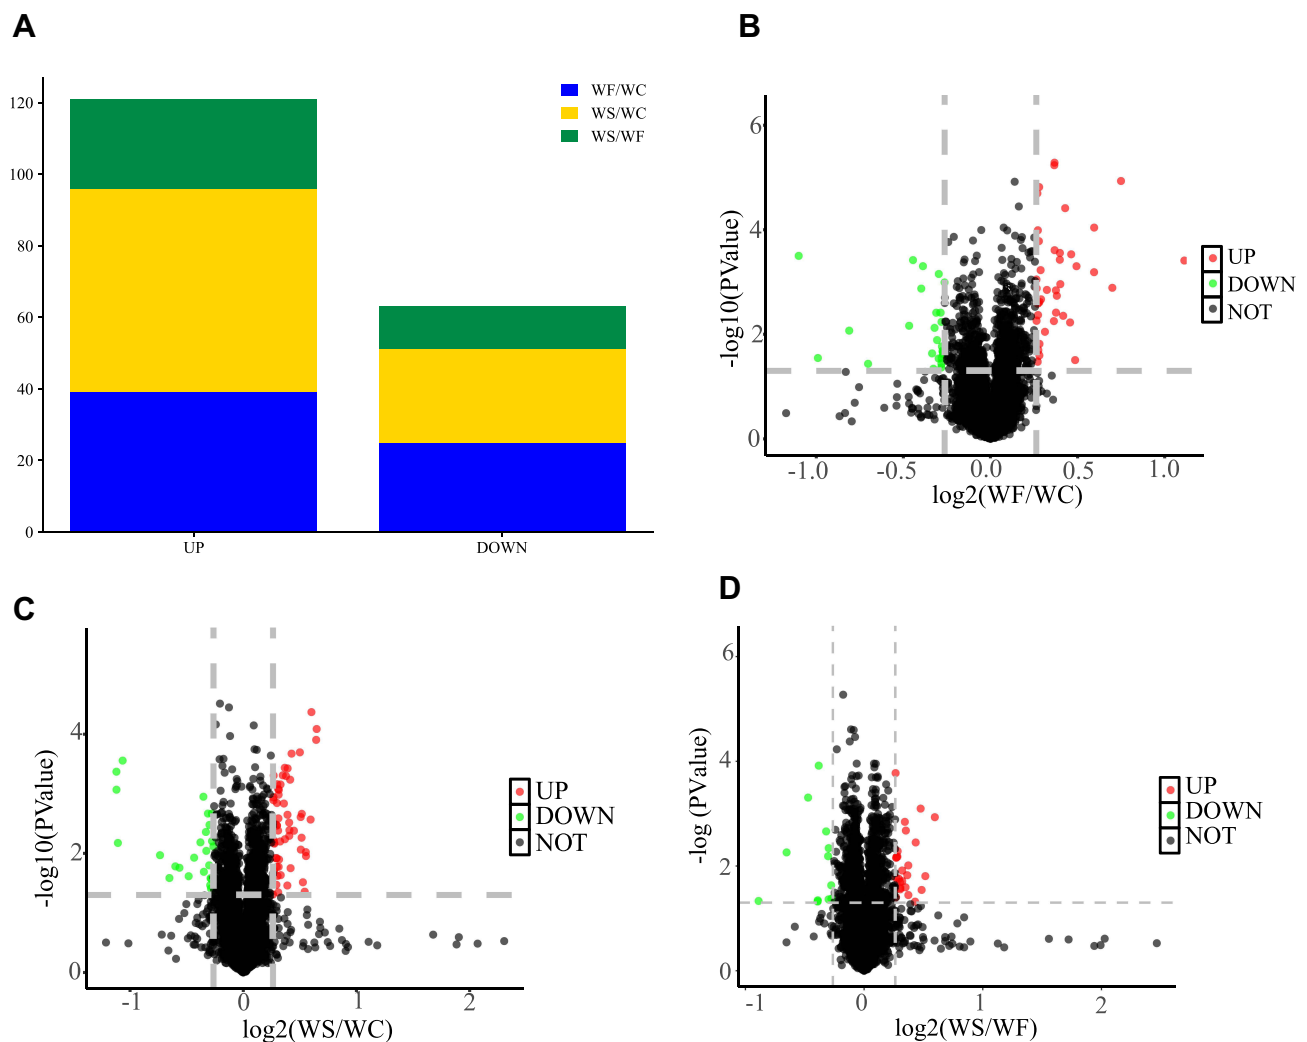 A
120
100
80
60
40
20
0
UP
DOWN
WF/WC
WS/WC
WS/WF
B
-log10(PValue)
6
4
2
0
-1.0
-0.5
0.0
0.5
1.0
log2(WF/WC)
UP
DOWN
NOT
C
-log10(PValue)
4
2
0
-1
0
1
2
log2(WS/WC)
UP
DOWN
NOT
D
-log (PValue)
6
4
2
0
-1
0
1
2
log2(WS/WF)
UP
DOWN
NOT